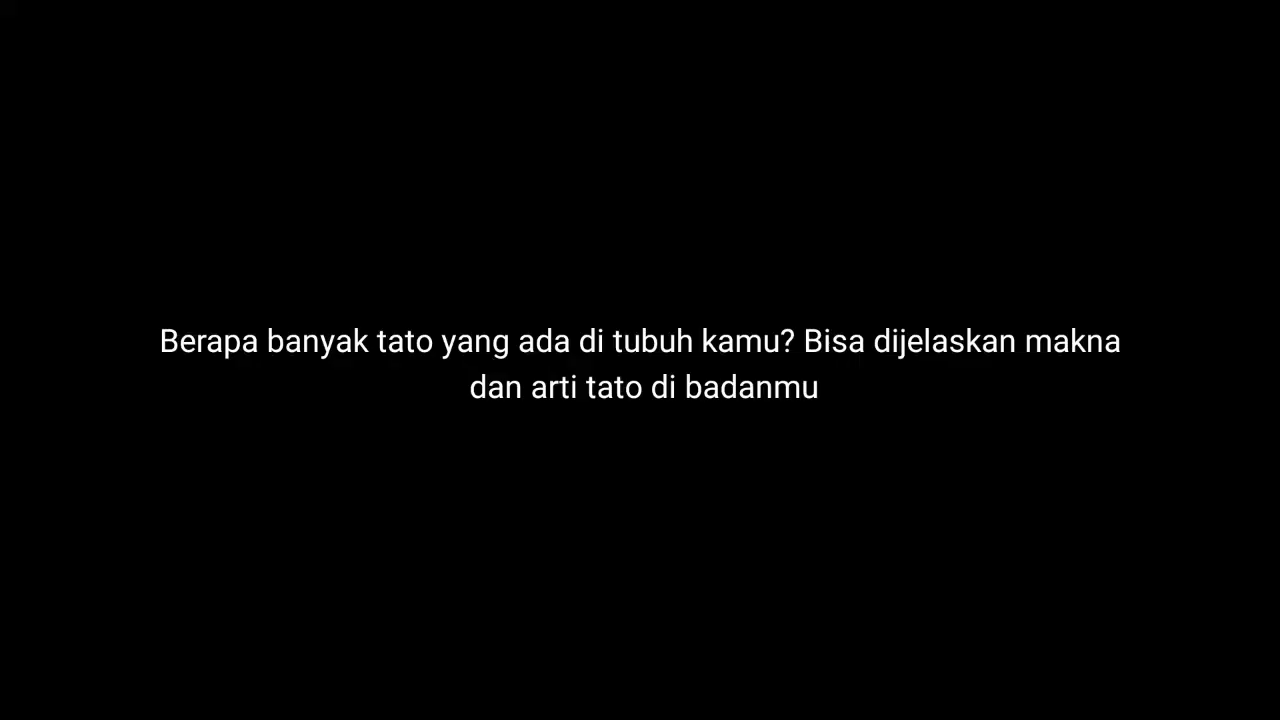 Berapa banyak tato yang ada di tubuh kamu? Bisa dijelaskan makna
dan arti tato di badanmu